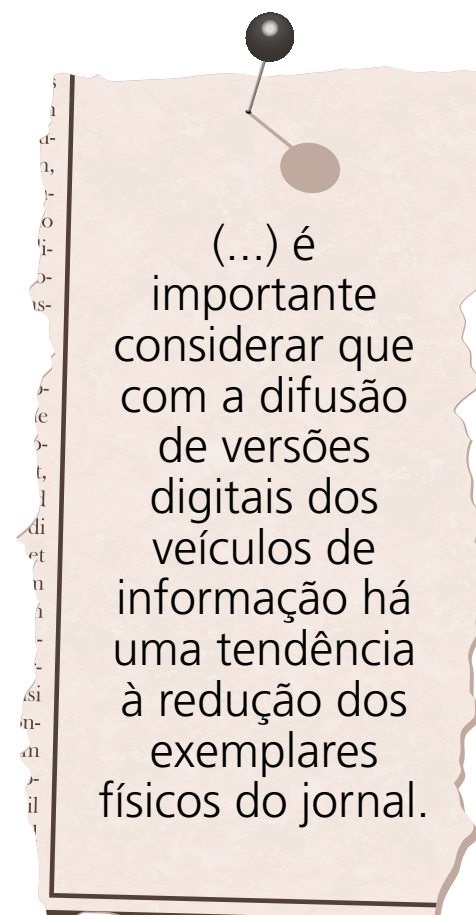 (...) é
importante
considerar que
com a difusão
de versões
digitais dos
veículos de
informação há
uma tendência
à redução dos
exemplares
físicos do jornal.